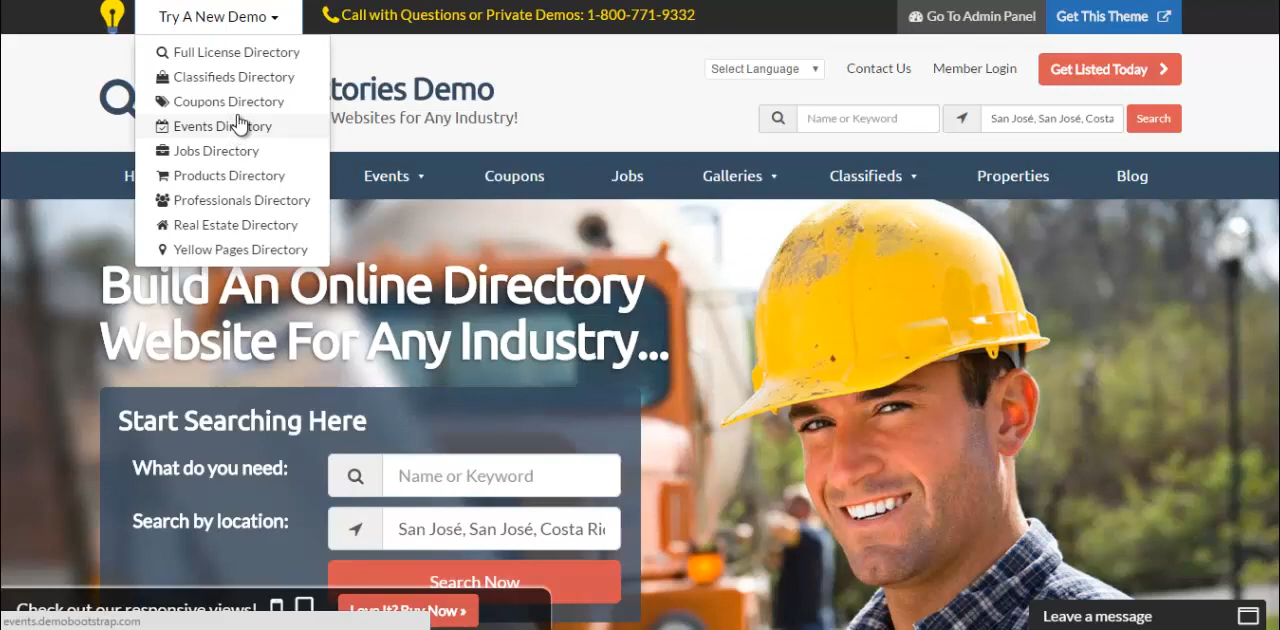 Try A New Demo
Call with Questions or Private Demos: 1-800-771-9332
Go To Admin Panel
Get This Theme
Full License Directory
Classifieds Directory
Coupons Directory
Events Directory
Jobs Directory
Products Directory
Professionals Directory
Real Estate Directory
Yellow Pages Directory
Demo
Websites for Any Industry!
Select Language
Contact Us
Member Login
Get Listed Today
Name or Keyword
San José, San José, Costa
Search
Events
Coupons
Jobs
Galleries
Classifieds
Properties
Blog
Build An Online Directory
Website For Any Industry...
Start Searching Here
What do you need:
Name or Keyword
Search by location:
San José, San José, Costa
Search Now
Check out our responsive views!
Love It? Buy Now »
events.demobootstrap.com
Leave a message